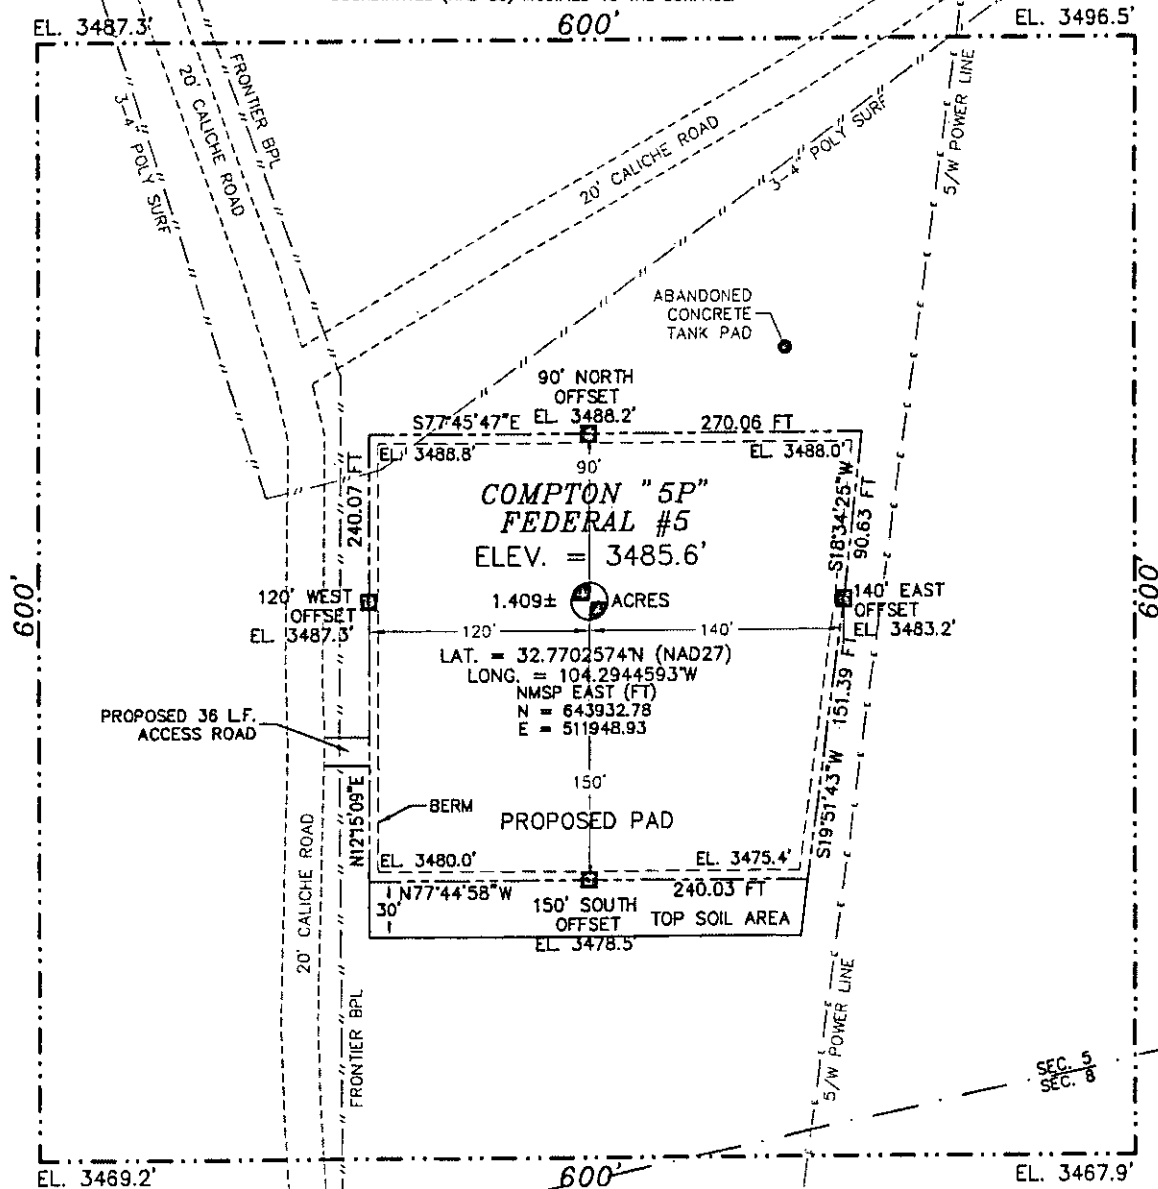 600'
EL. 3487.3'
EL. 3496.5'
FRONTIER BPL
20' CALICHE ROAD
3-4" POLY SURF
20' CALICHE ROAD
3-4" POLY SURF
5/W POWER LINE
ABANDONED
CONCRETE
TANK PAD
90' NORTH
OFFSET
EL. 3488.2'
S77°45'47"E
270.06 FT
EL. 3488.8'
EL. 3488.0'
90'
240.07 FT
S18°34'25"W
90.63 FT
COMPTON "5P"
FEDERAL #5
ELEV. = 3485.6'
600'
600'
120' WEST
OFFSET
EL. 3487.3'
1.409± ACRES
140' EAST
OFFSET
EL. 3483.2'
120'
140'
LAT. = 32.7702574°N (NAD27)
LONG. = 104.2944593°W
NMSP EAST (FT)
N = 643932.78
E = 511948.93
S19°51'43"W 151.39 FT
PROPOSED 36 L.F.
ACCESS ROAD
150'
N12°15'09"E
BERM
PROPOSED PAD
EL. 3480.0'
EL. 3475.4'
N77°44'58"W
240.03 FT
30'
150' SOUTH
OFFSET
EL. 3478.5'
TOP SOIL AREA
20' CALICHE ROAD
FRONTIER BPL
5/W POWER LINE
SEC. 5
SEC. 8
EL. 3469.2'
600'
EL. 3467.9'